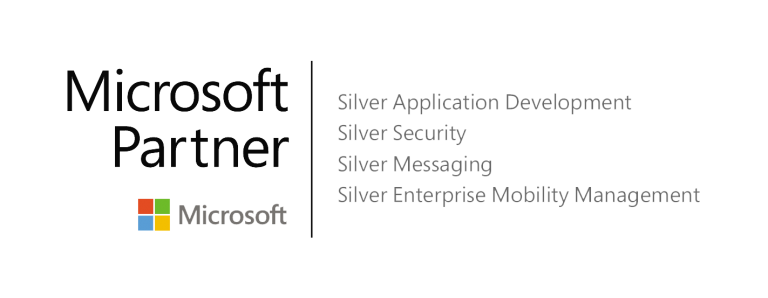 Microsoft
Partner
Microsoft
Silver Application Development
Silver Security
Silver Messaging
Silver Enterprise Mobility Management